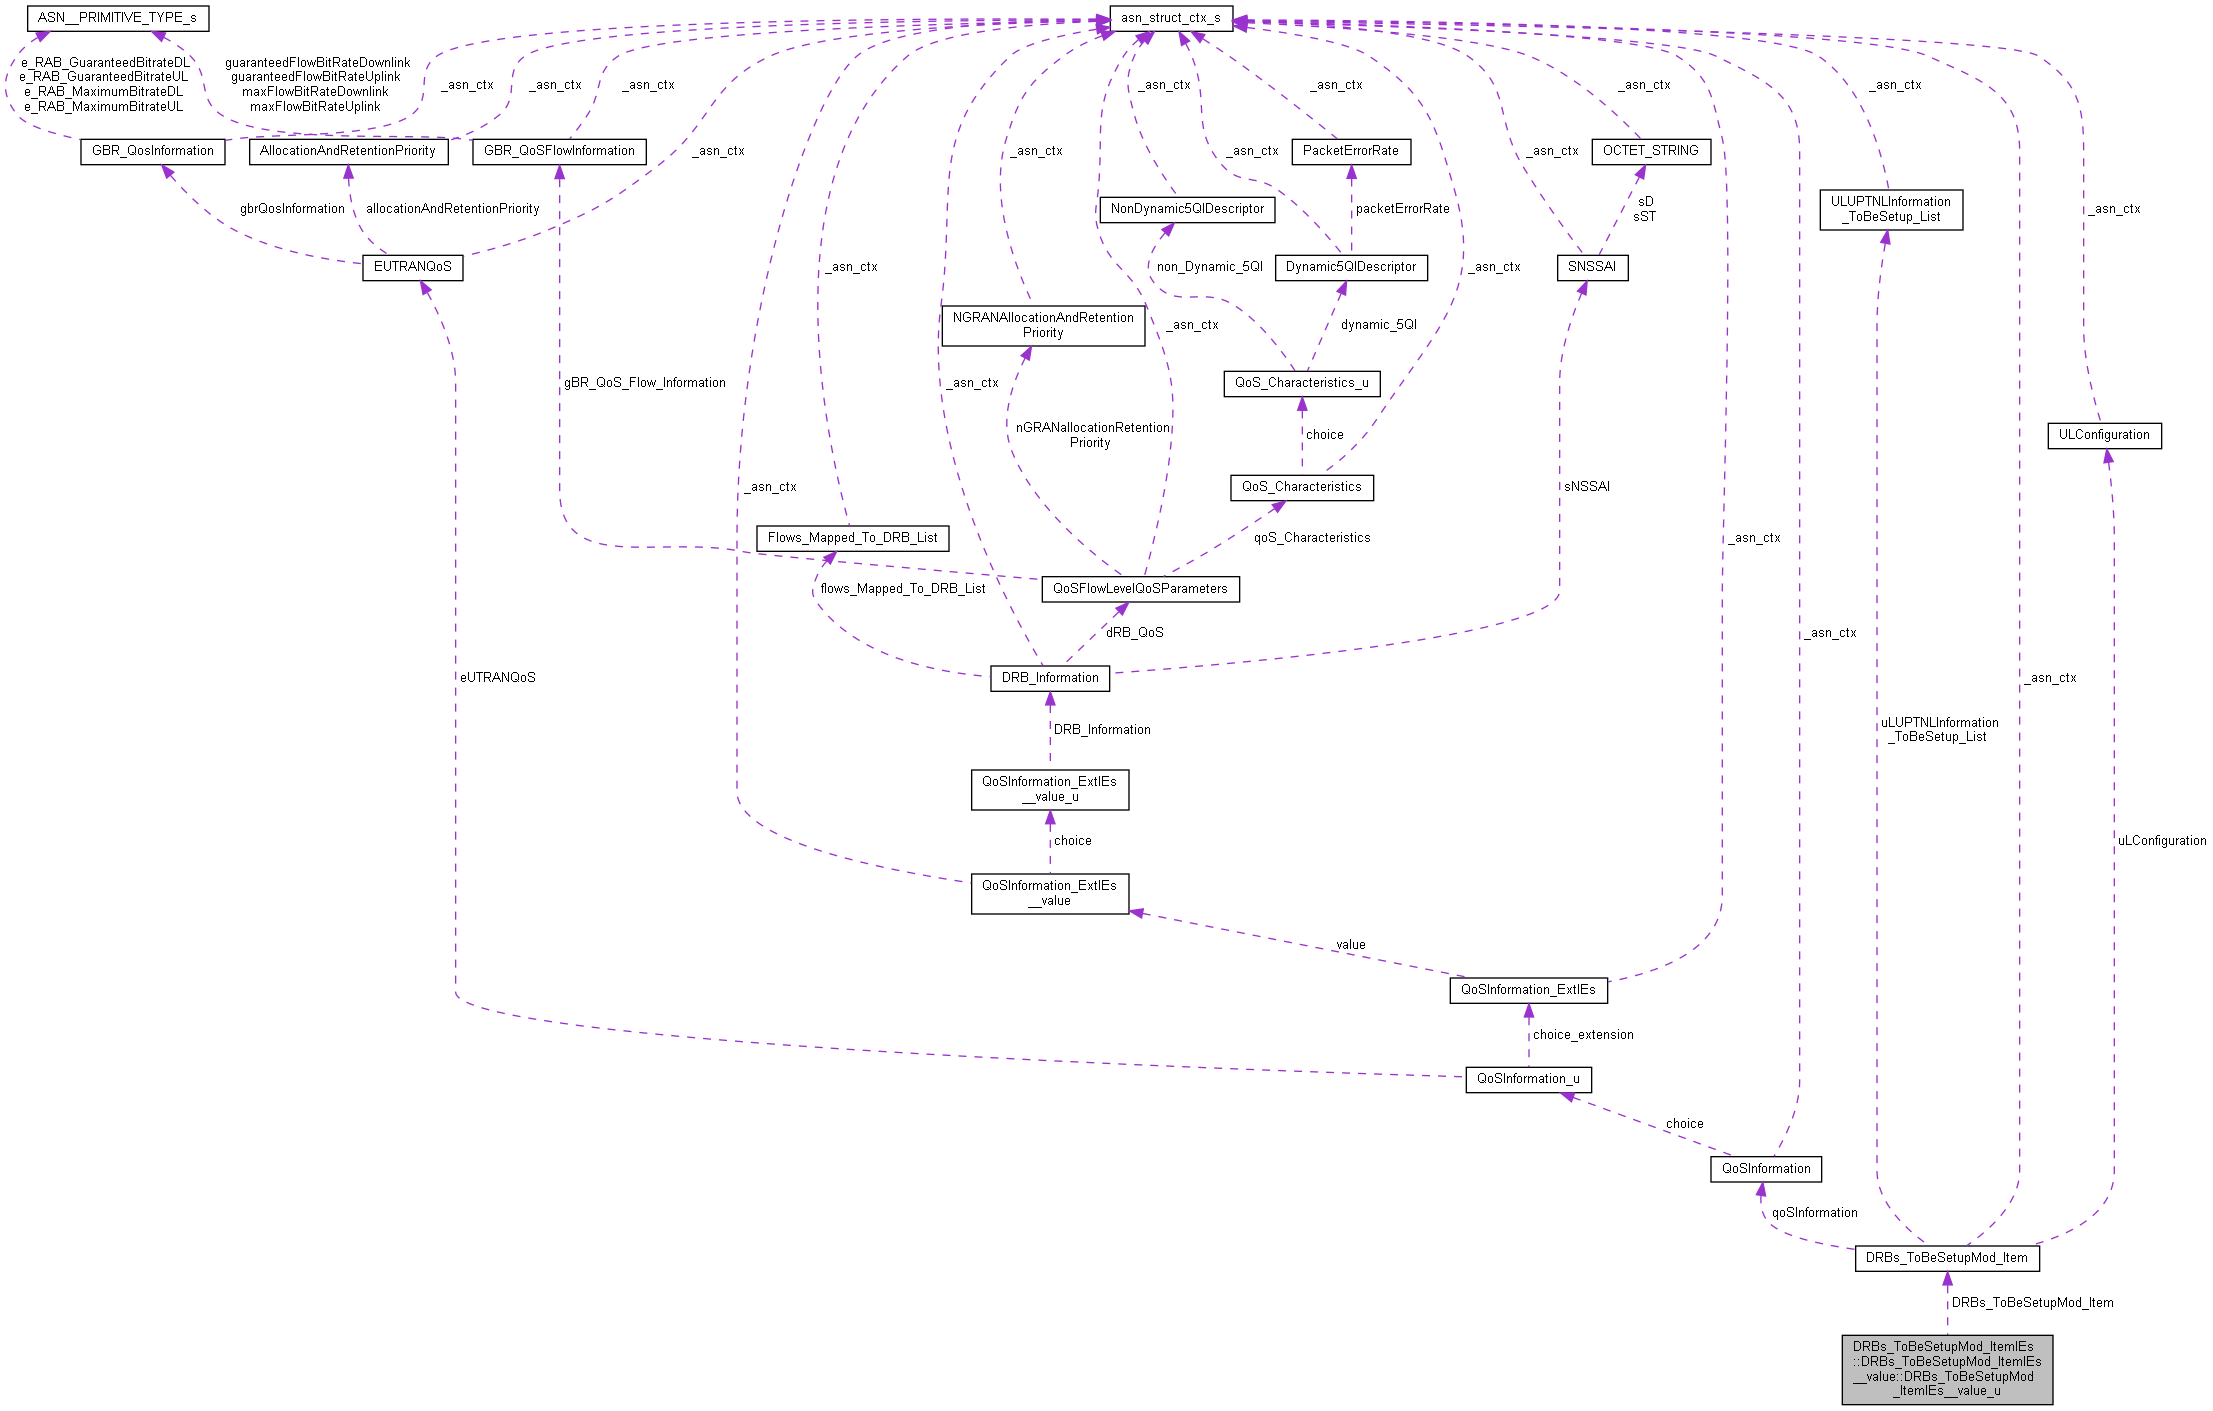 ASN__PRIMITIVE_TYPE_s
asn_struct_ctx_s
e_RAB_GuaranteedBitrateDL
e_RAB_GuaranteedBitrateUL
e_RAB_MaximumBitrateDL
e_RAB_MaximumBitrateUL
guaranteedFlowBitRateDownlink
guaranteedFlowBitRateUplink
maxFlowBitRateDownlink
maxFlowBitRateUplink
_asn_ctx
_asn_ctx
_asn_ctx
_asn_ctx
_asn_ctx
_asn_ctx
_asn_ctx
GBR_QosInformation
AllocationAndRetentionPriority
GBR_QoSFlowInformation
_asn_ctx
_asn_ctx
_asn_ctx
PacketErrorRate
_asn_ctx
OCTET_STRING
gbrQosInformation
allocationAndRetentionPriority
NonDynamic5QIDescriptor
packetErrorRate
sD
sST
ULUPTNLInformation
_ToBeSetup_List
_asn_ctx
EUTRANQoS
_asn_ctx
non_Dynamic_5QI
Dynamic5QIDescriptor
_asn_ctx
SNSSAI
NGRANAllocationAndRetention
Priority
_asn_ctx
dynamic_5QI
gBR_QoS_Flow_Information
_asn_ctx
QoS_Characteristics_u
nGRANallocationRetention
Priority
choice
ULConfiguration
_asn_ctx
QoS_Characteristics
sNSSAI
Flows_Mapped_To_DRB_List
qoS_Characteristics
_asn_ctx
flows_Mapped_To_DRB_List
QoSFlowLevelQoSParameters
dRB_QoS
_asn_ctx
eUTRANQoS
DRB_Information
_asn_ctx
DRB_Information
uLUPTNLInformation
_ToBeSetup_List
QoSInformation_ExtIEs
__value_u
choice
uLConfiguration
QoSInformation_ExtIEs
__value
value
QoSInformation_ExtIEs
choice_extension
QoSInformation_u
choice
QoSInformation
qoSInformation
DRBs_ToBeSetupMod_Item
DRBs_ToBeSetupMod_Item
DRBs_ToBeSetupMod_ItemIEs
::DRBs_ToBeSetupMod_ItemIEs
__value::DRBs_ToBeSetupMod
_ItemIEs__value_u